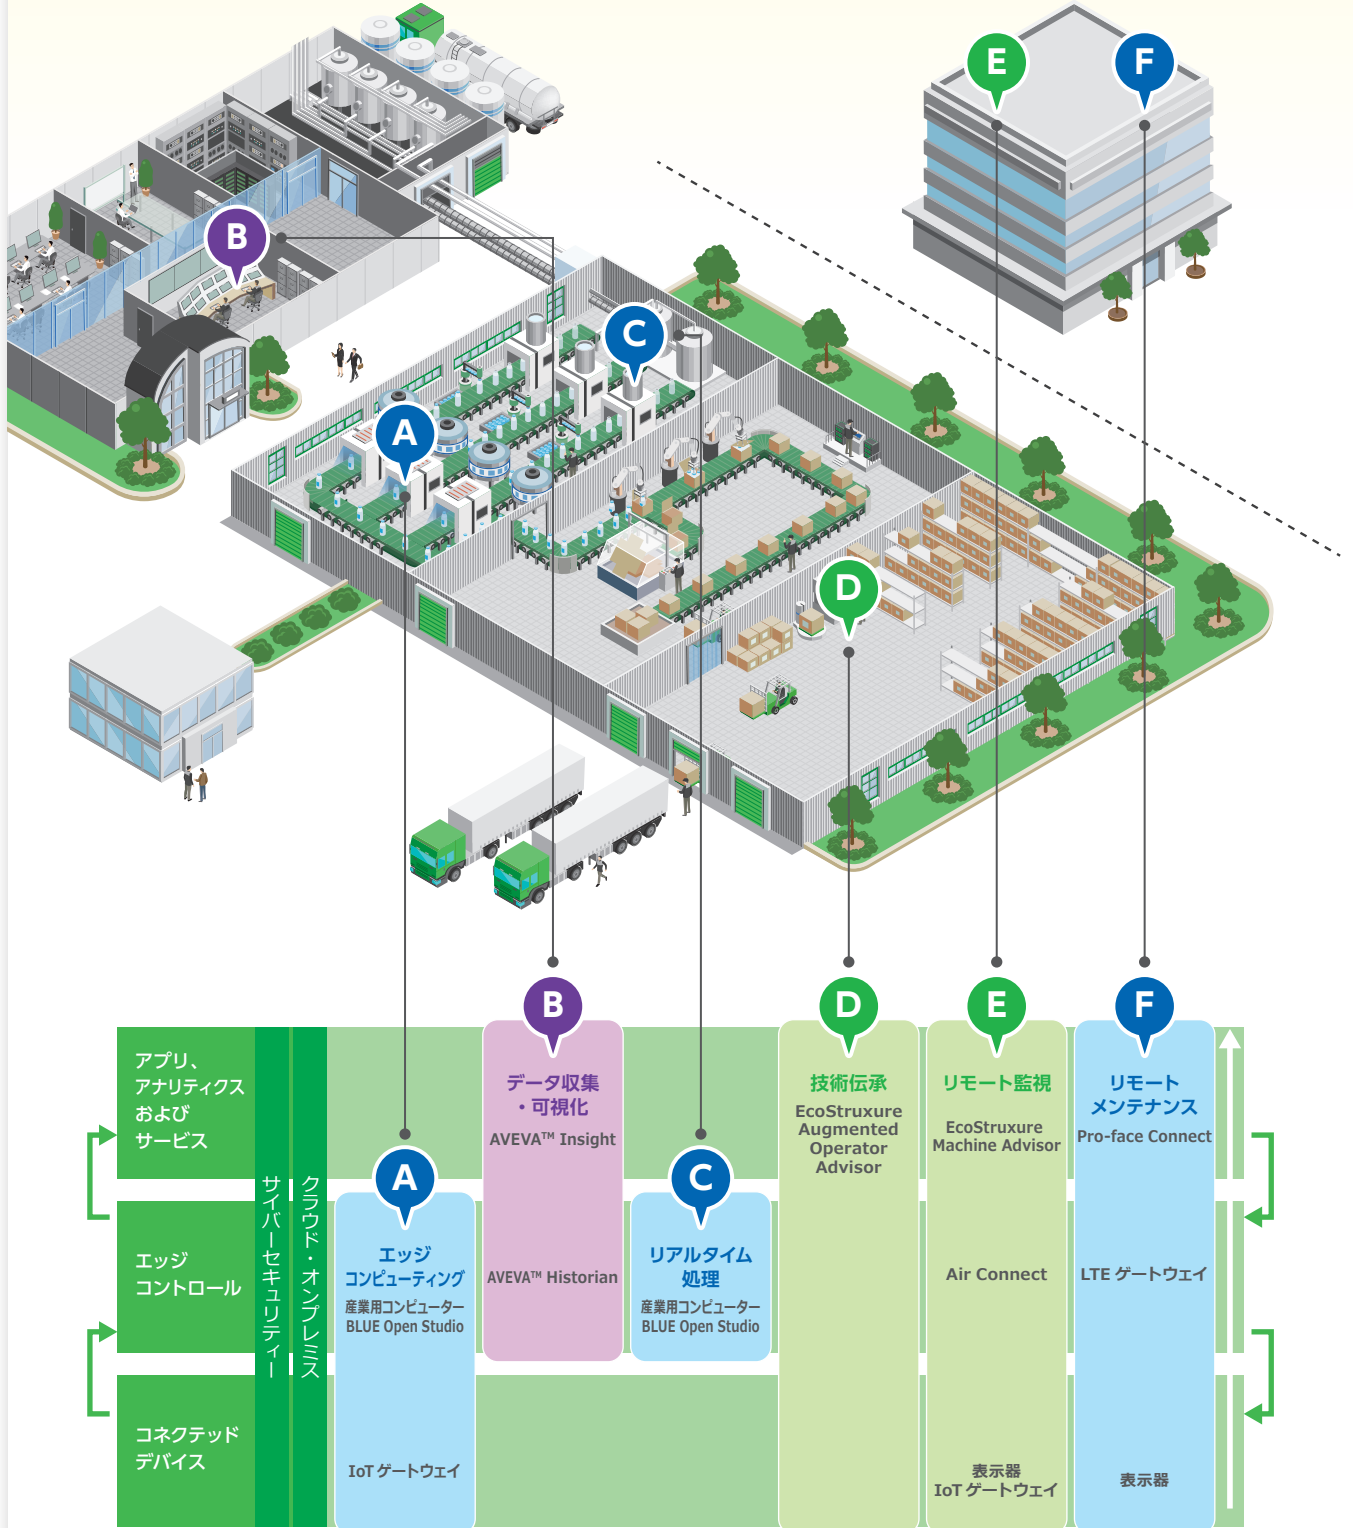 E
F
B
C
A
D
B
D
E
F
アプリ、
アナリティクス
および
サービス
サイバーセキュリティー
クラウド・オンプレミス
データ収集
・可視化
AVEVA™ Insight
技術伝承
EcoStruxure
Augmented
Operator
Advisor
リモート監視
EcoStruxure
Machine Advisor
リモート
メンテナンス
Pro-face Connect
A
C
エッジ
コントロール
エッジ
コンピューティング
産業用コンピューター
BLUE Open Studio
AVEVA™ Historian
リアルタイム
処理
産業用コンピューター
BLUE Open Studio
Air Connect
LTE ゲートウェイ
コネクテッド
デバイス
IoT ゲートウェイ
表示器
IoT ゲートウェイ
表示器